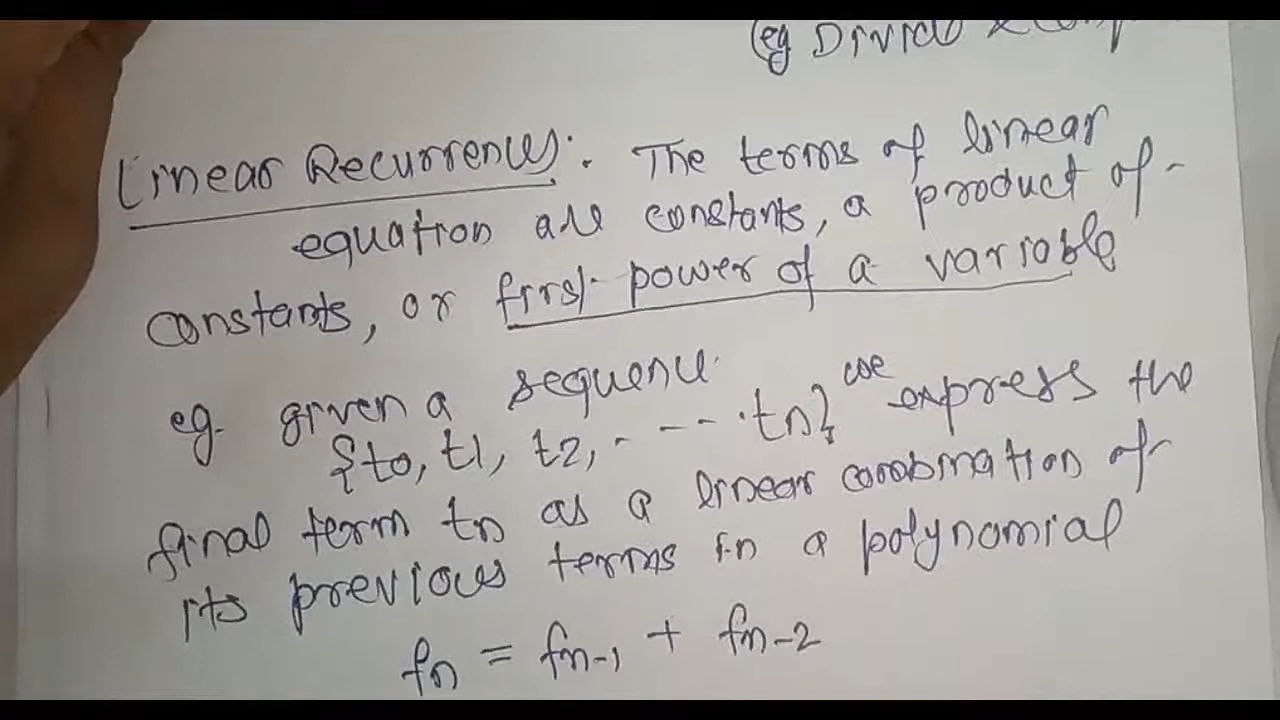 (eg Divide &
Linear Recurrences: The terms of linear
equation are constants, a product of
constants, or first power of a variable
eg. given a sequence
{t0, t1, t2, - - - - tn} we express the
final term tn as a linear combination of
its previous terms in a polynomial
fn = fn-1 + fn-2